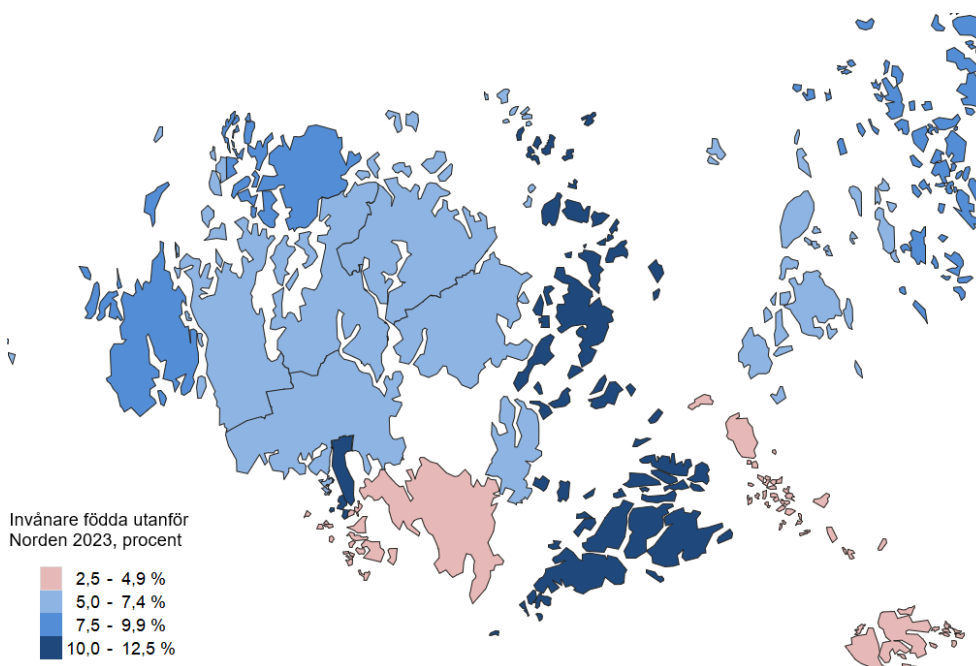 Invånare födda utanför
Norden 2023, procent
2,5 - 4,9 %
5,0 - 7,4 %
7,5 - 9,9 %
10,0 - 12,5 %